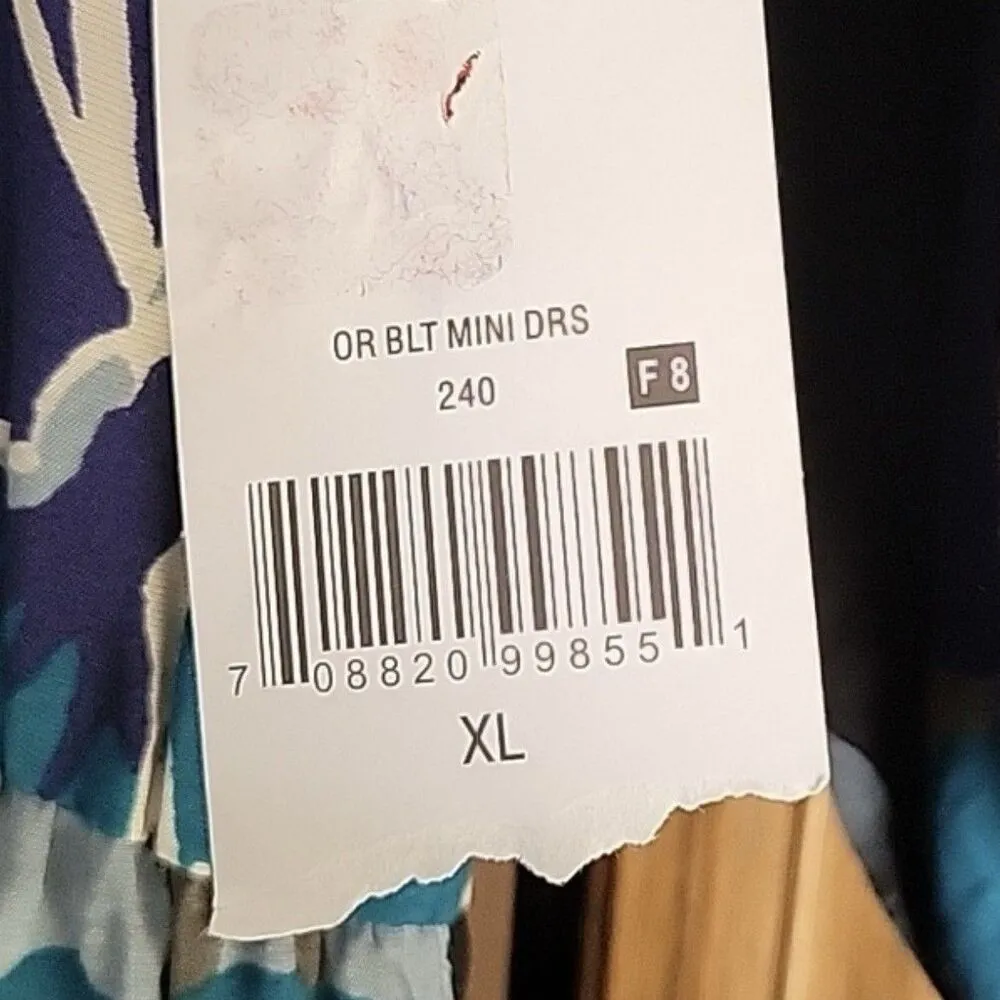 OR BLT MINI DRS
240 F 8
7 08820 99855 1
XL